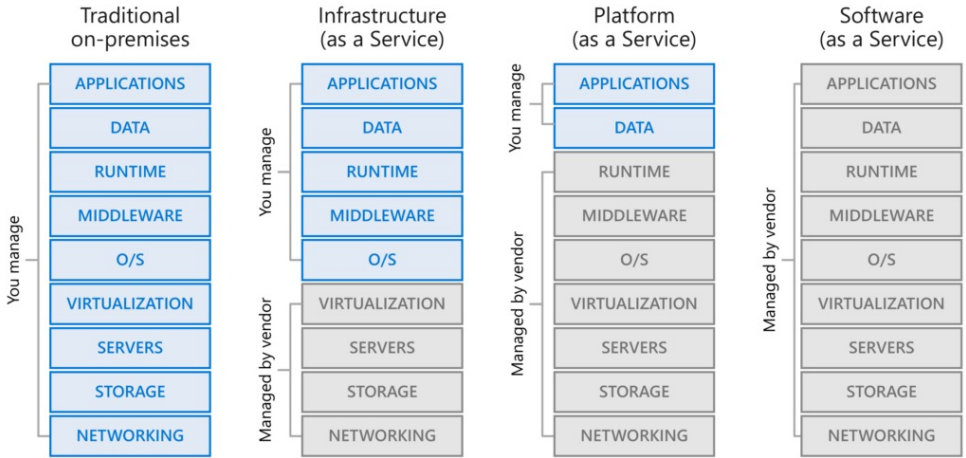 Traditional
on-premises
You manage
APPLICATIONS
DATA
RUNTIME
MIDDLEWARE
O/S
VIRTUALIZATION
SERVERS
STORAGE
NETWORKING
Infrastructure
(as a Service)
You manage
Managed by vendor
APPLICATIONS
DATA
RUNTIME
MIDDLEWARE
O/S
VIRTUALIZATION
SERVERS
STORAGE
NETWORKING
Platform
(as a Service)
You manage
Managed by vendor
APPLICATIONS
DATA
RUNTIME
MIDDLEWARE
O/S
VIRTUALIZATION
SERVERS
STORAGE
NETWORKING
Software
(as a Service)
Managed by vendor
APPLICATIONS
DATA
RUNTIME
MIDDLEWARE
O/S
VIRTUALIZATION
SERVERS
STORAGE
NETWORKING